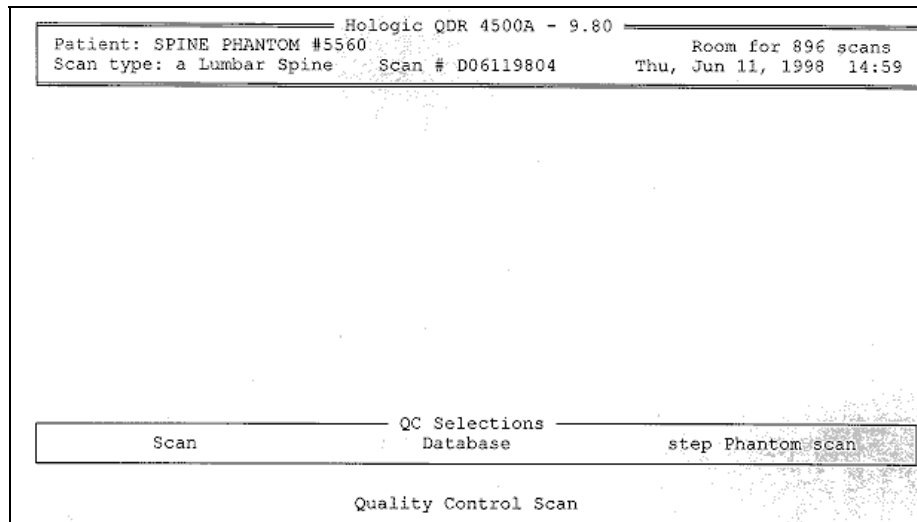 Hologic QDR 4500A - 9.80
Patient: SPINE PHANTOM #5560 Room for 896 scans
Scan type: a Lumbar Spine Scan # D06119804 Thu, Jun 11, 1998 14:59
QC Selections
Scan Database step Phantom scan
Quality Control Scan